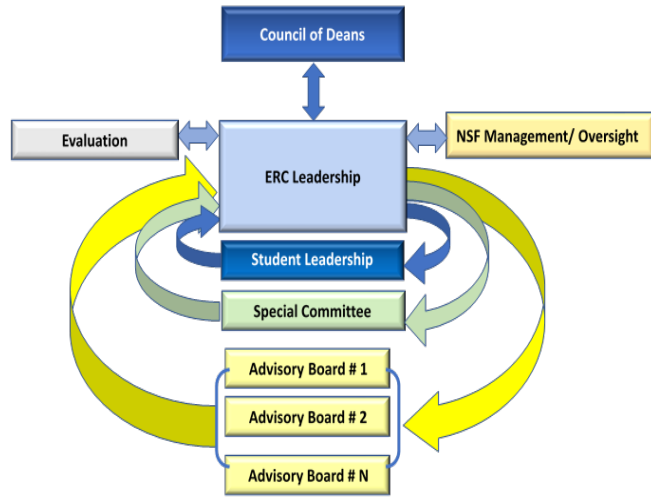 Council of Deans
Evaluation
NSF Management/ Oversight
ERC Leadership
Student Leadership
Special Committee
Advisory Board # 1
Advisory Board # 2
Advisory Board # N